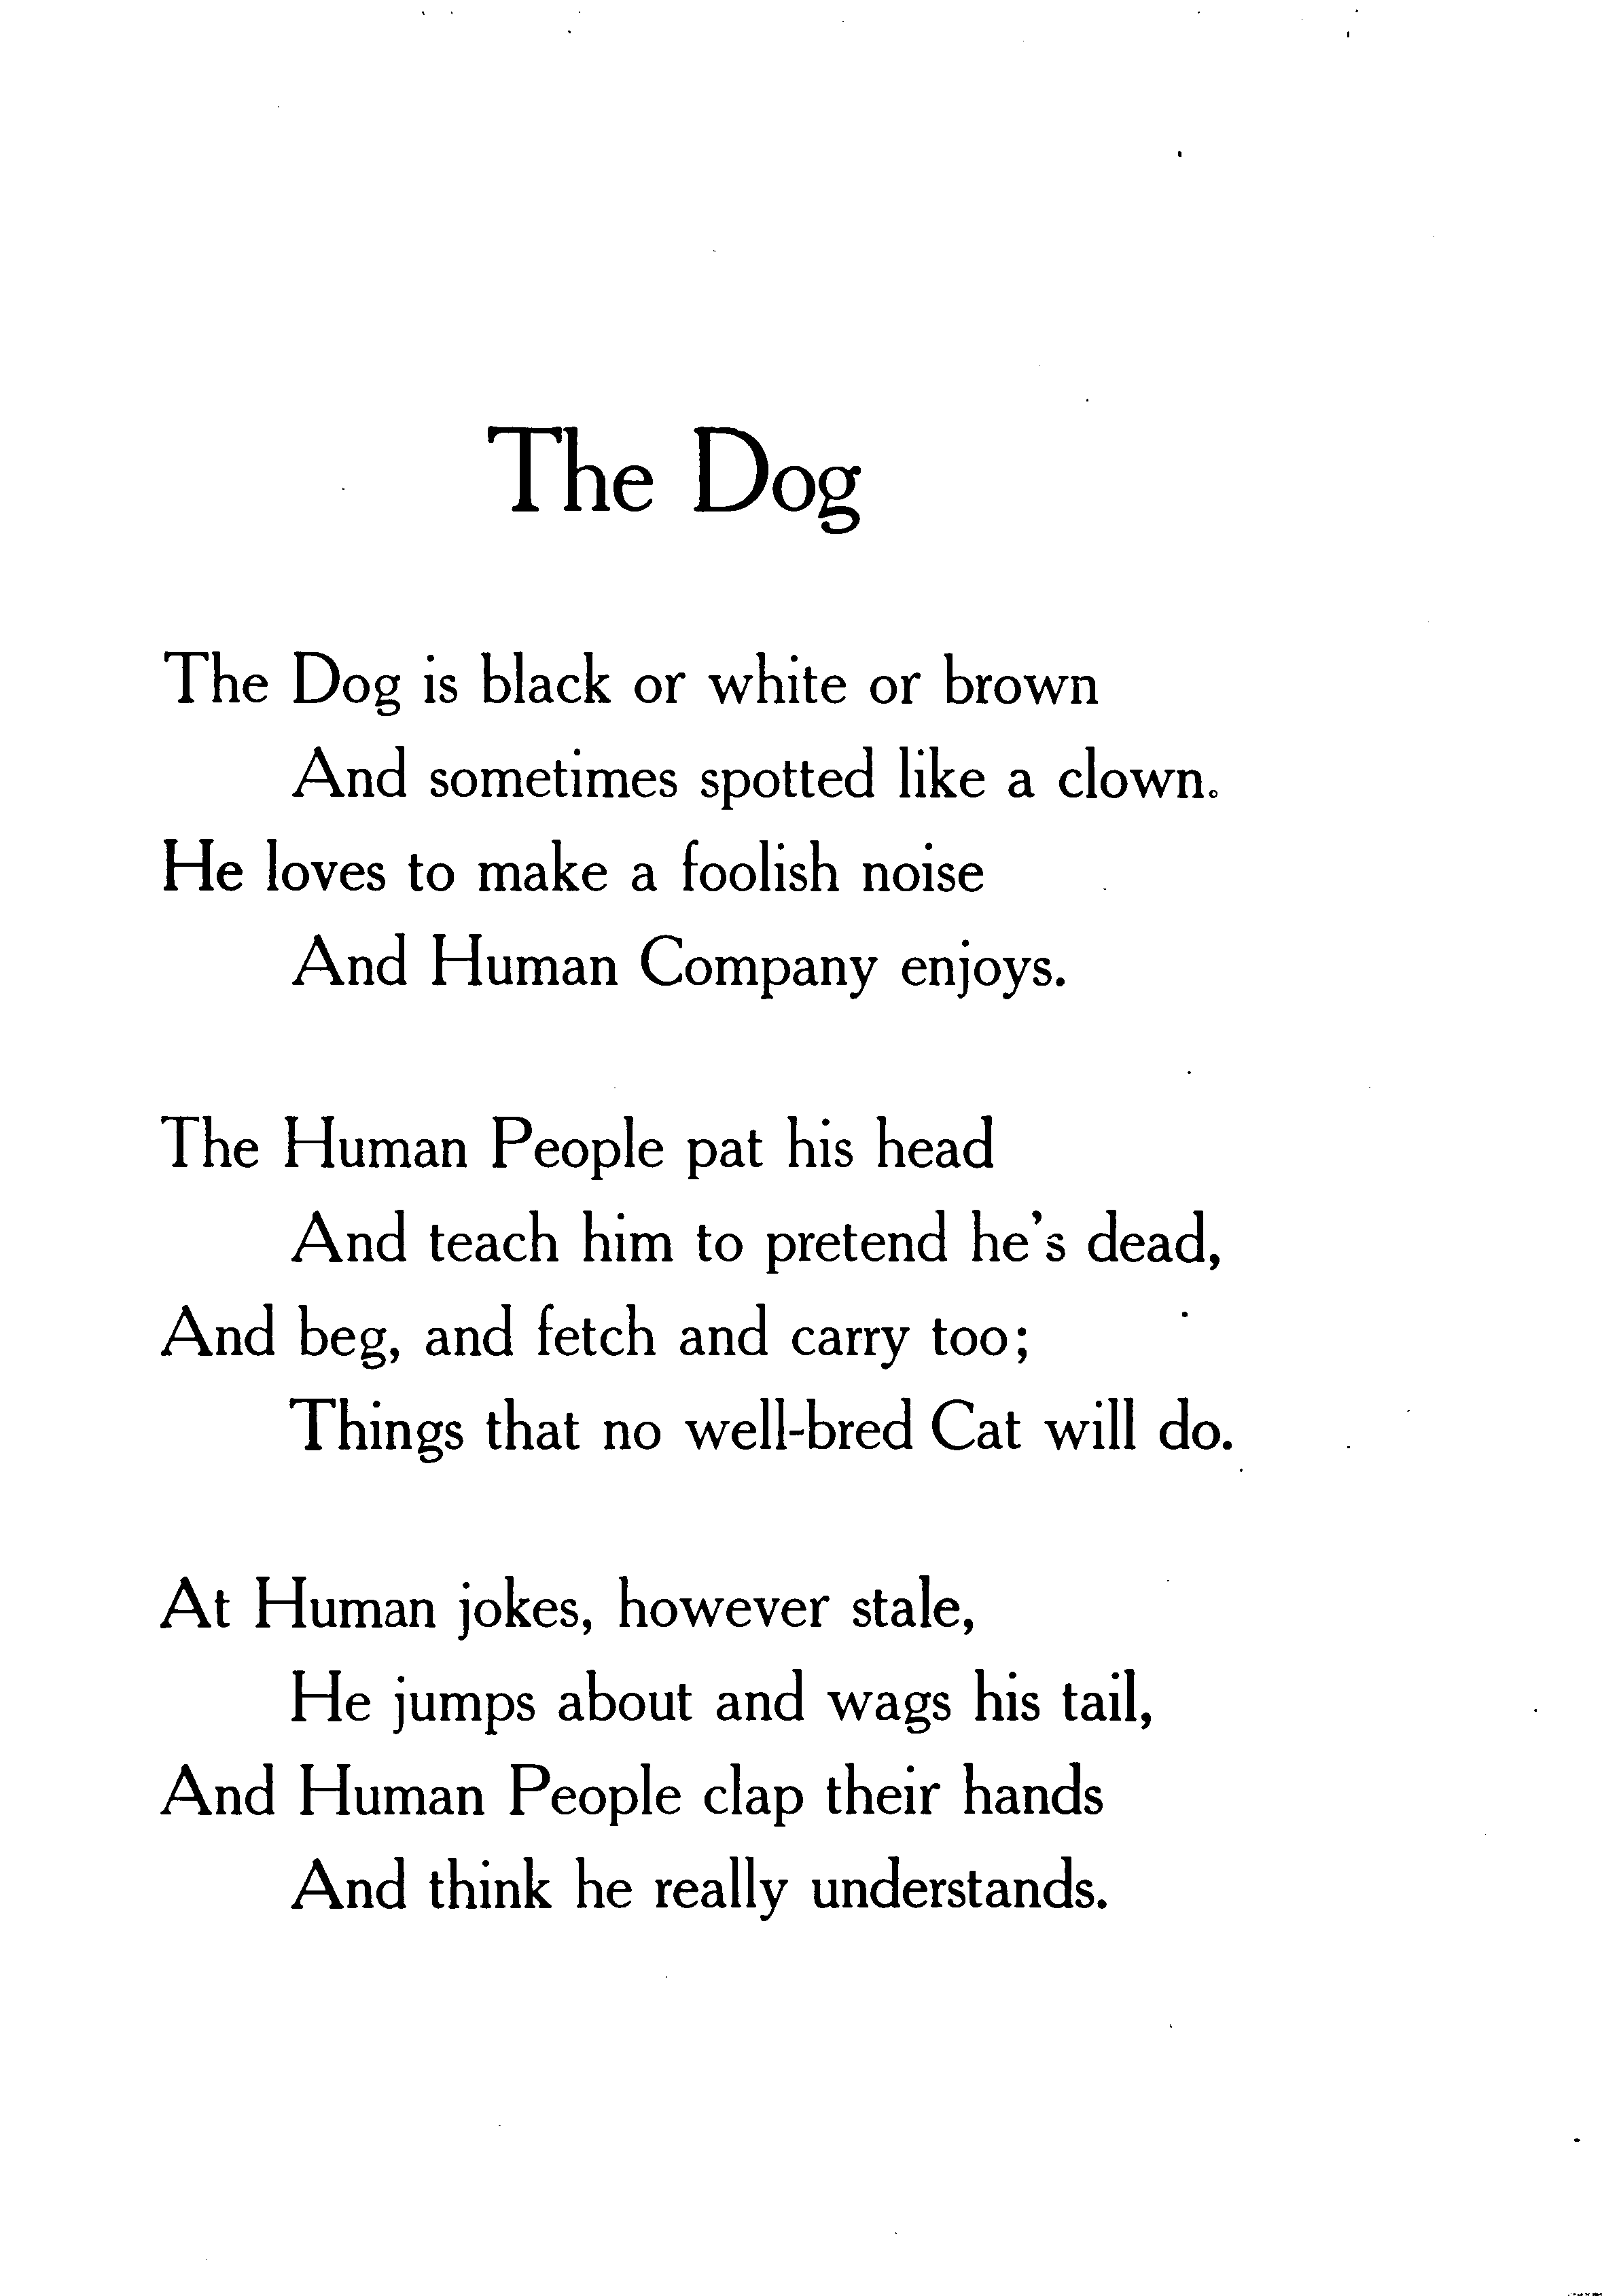 The Dog
The Dog is black or white or brown
And sometimes spotted like a clown.
He loves to make a foolish noise
And Human Company enjoys.
The Human People pat his head
And teach him to pretend he's dead,
And beg, and fetch and carry too;
Things that no well-bred Cat will do.
At Human jokes, however stale,
He jumps about and wags his tail,
And Human People clap their hands
And think he really understands.